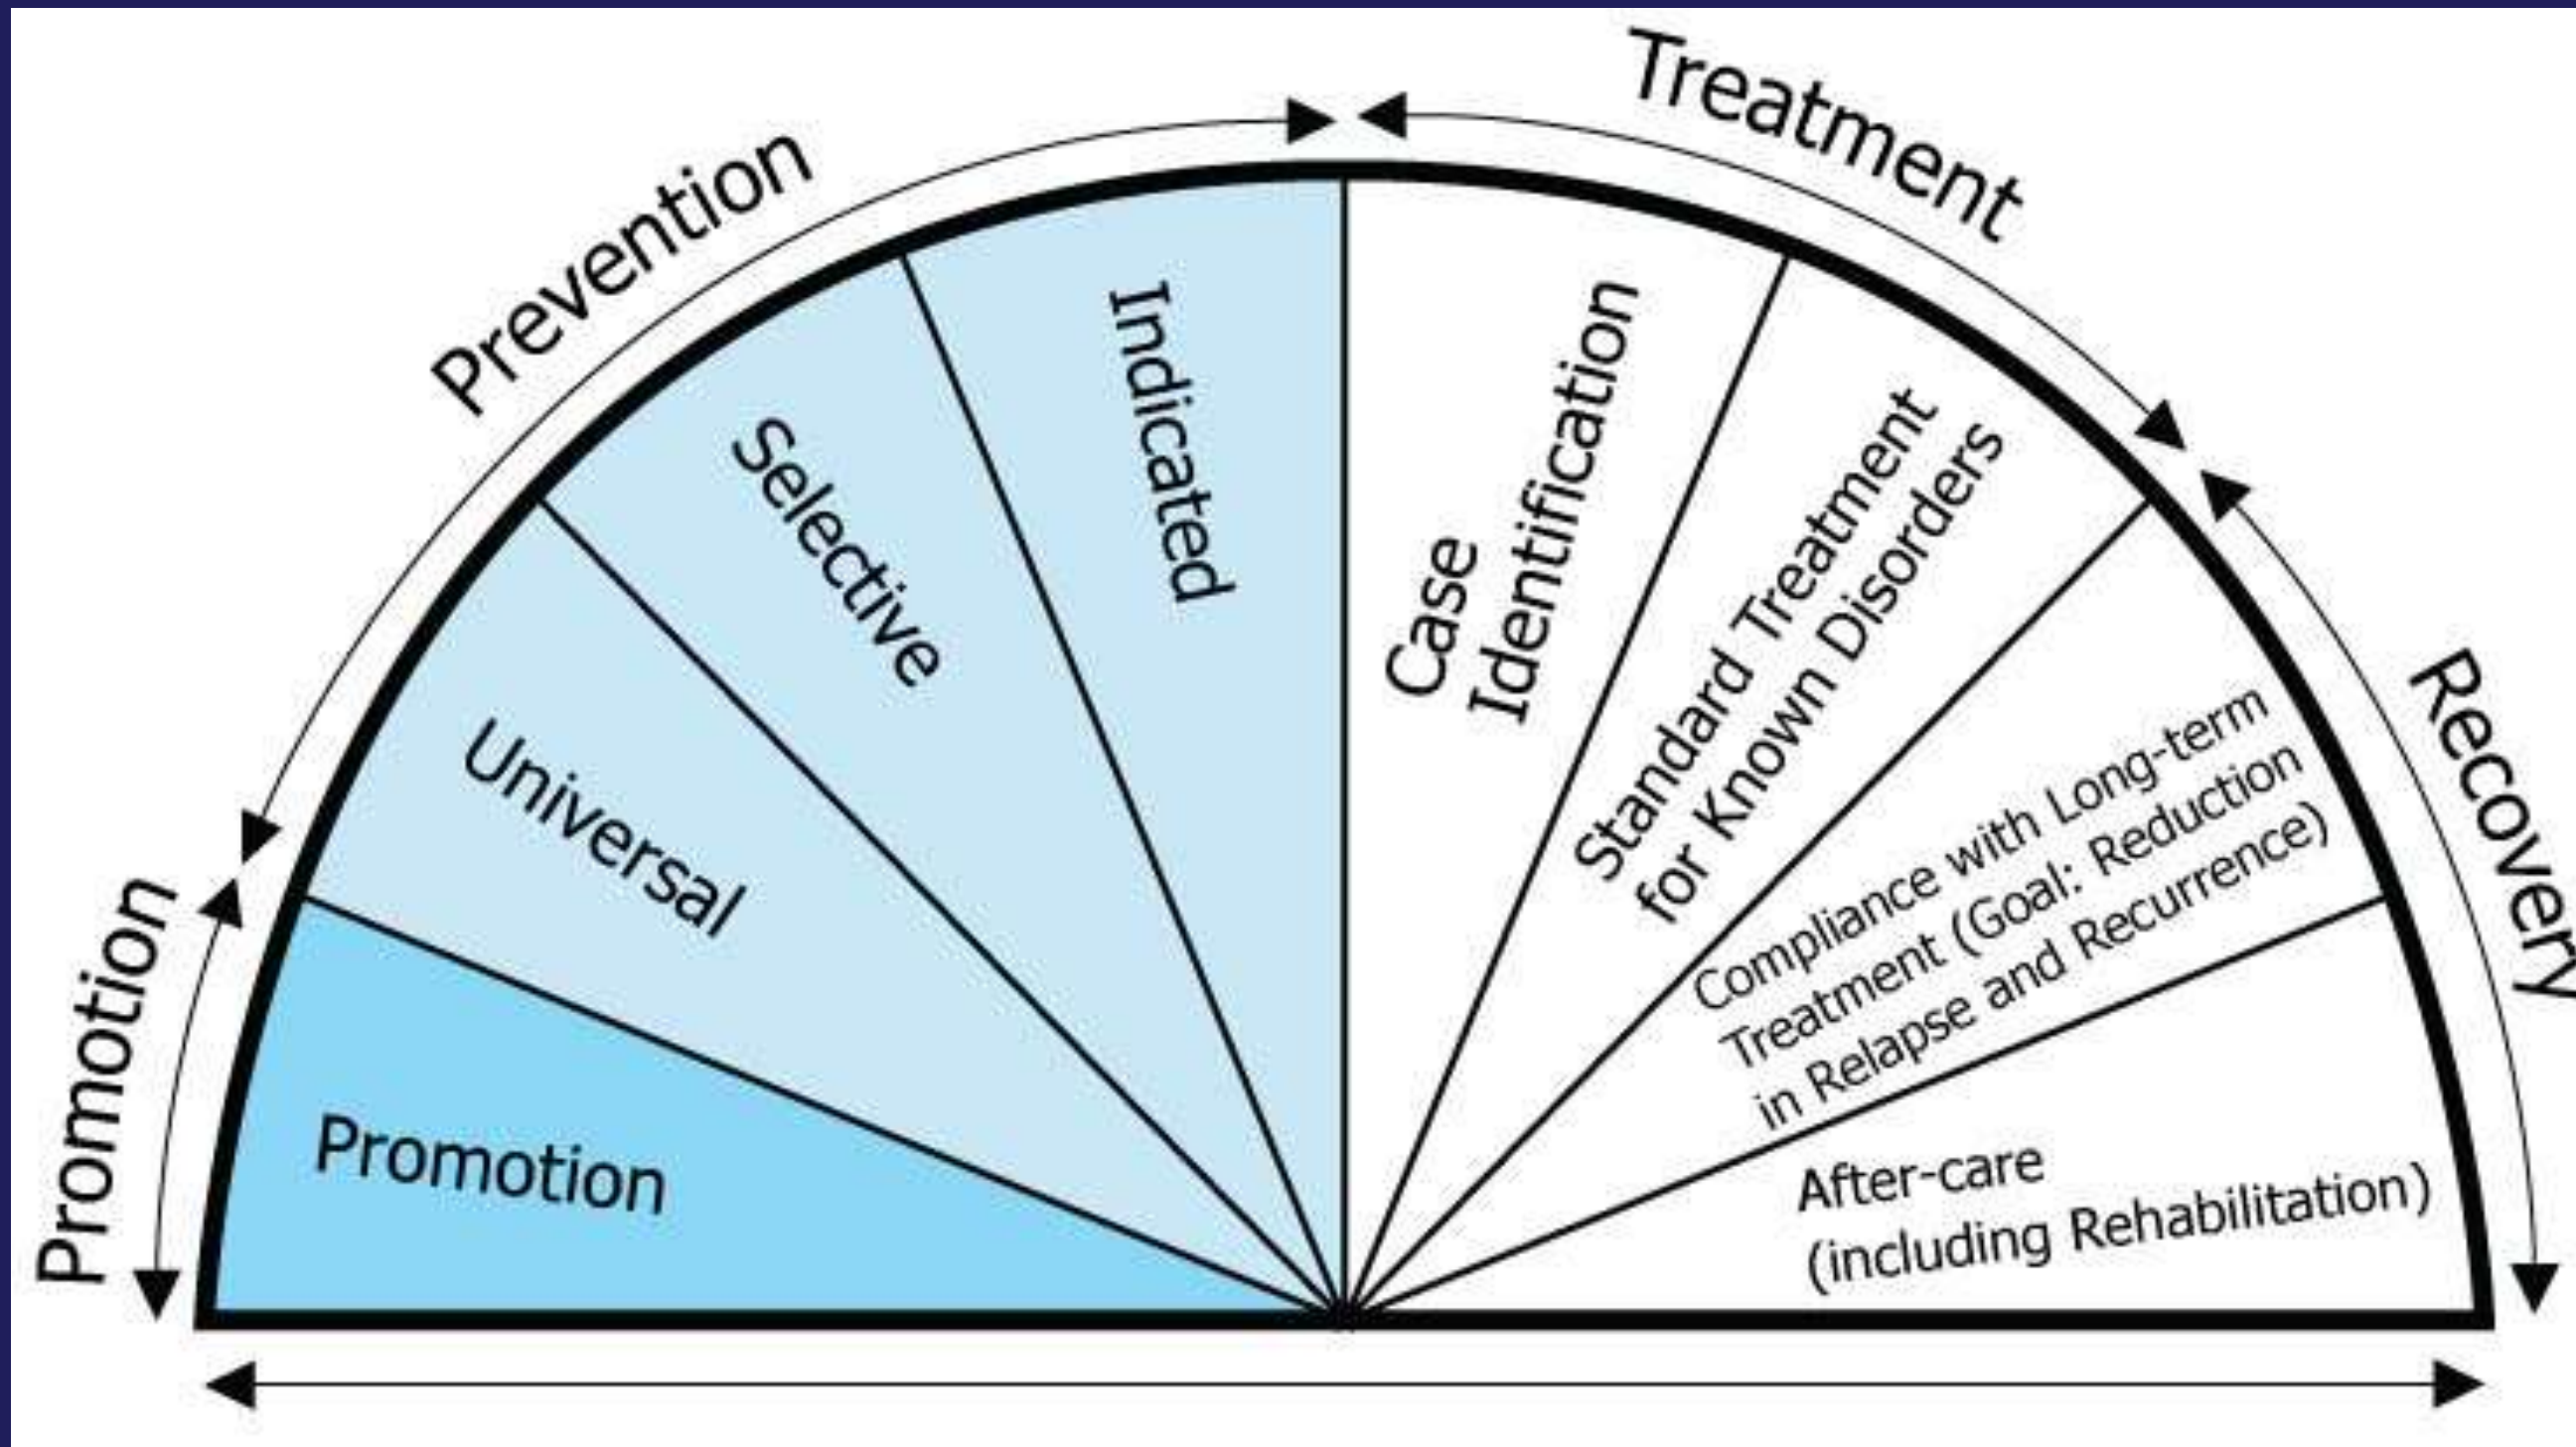 Promotion
Prevention
Treatment
Recovery
Promotion
Universal
Selective
Indicated
Case
Identification
Standard Treatment
for Known Disorders
Compliance with Long-term
Treatment (Goal: Reduction
in Relapse and Recurrence)
After-care
(including Rehabilitation)